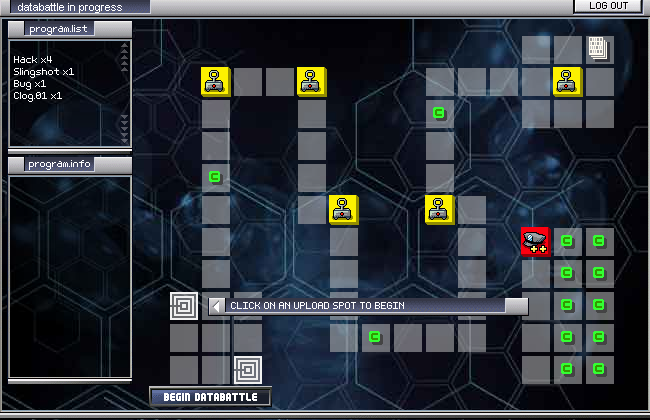 databattle in progress
LOG OUT
program.list
Hack x4
Slingshot x1
Bug x1
Clog.01 x1
program.info
CLICK ON AN UPLOAD SPOT TO BEGIN
BEGIN DATABATTLE